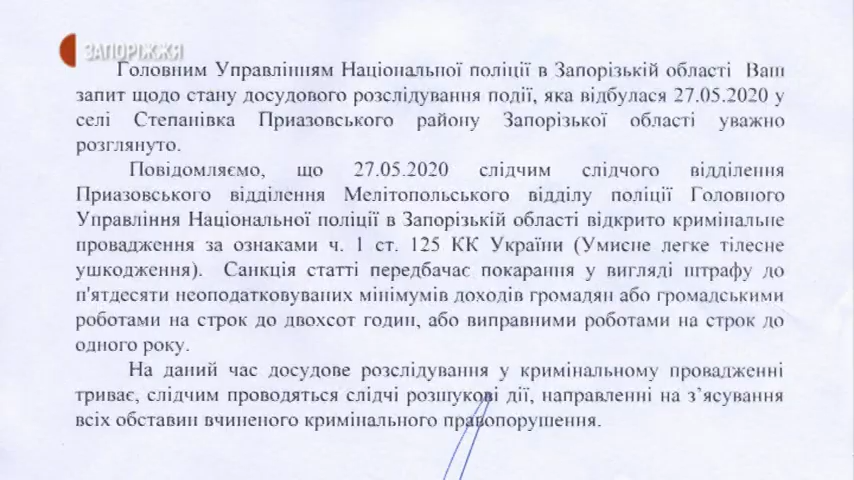 ЗАПОРІЖЖЯ
Головним Управлінням Національної поліції в Запорізькій області Ваш
запит щодо стану досудового розслідування події, яка відбулася 27.05.2020 у
селі Степанівка Приазовського району Запорізької області уважно
розглянуто.
Повідомляємо, що 27.05.2020 слідчим слідчого відділення
Приазовського відділення Мелітопольського відділу поліції Головного
Управління Національної поліції в Запорізькій області відкрито кримінальне
провадження за ознаками ч. 1 ст. 125 КК України (Умисне легке тілесне
ушкодження). Санкція статті передбачає покарання у вигляді штрафу до
п'ятдесяти неоподатковуваних мінімумів доходів громадян або громадськими
роботами на строк до двохсот годин, або виправними роботами на строк до
одного року.
На даний час досудове розслідування у кримінальному провадженні
триває, слідчим проводяться слідчі розшукові дії, направленні на з’ясування
всіх обставин вчиненого кримінального правопорушення.